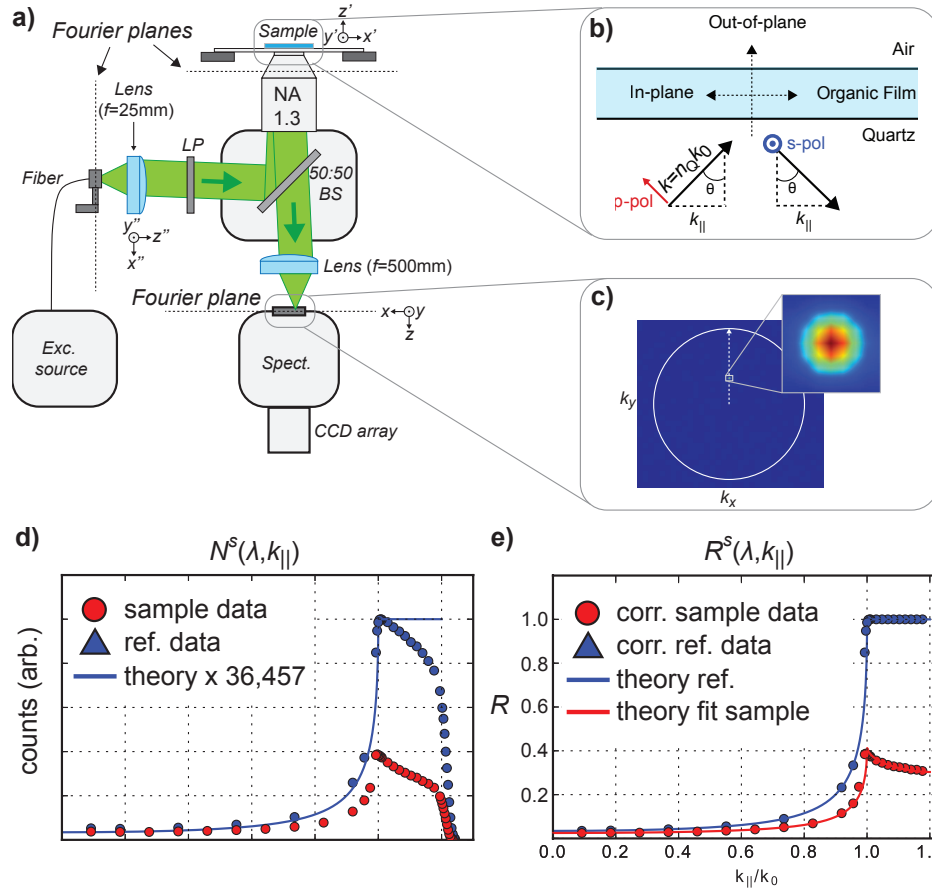 a)
Fourier planes
Sample
z'
y'
x'
Lens
(f=25mm)
LP
NA
1.3
Fiber
50:50
BS
y"
z"
x"
Lens (f=500mm)
Fourier plane
x
y
z
Exc.
source
Spect.
CCD array
b)
Out-of-plane
Air
In-plane
Organic Film
Quartz
k=nQk0
s-pol
θ
θ
p-pol
k||
k||
c)
ky
kx
d)
N^s(λ,k||)
sample data
ref. data
theory x 36,457
counts (arb.)
e)
R^s(λ,k||)
corr. sample data
corr. ref data
theory ref.
theory fit sample
R
1.0
0.8
0.6
0.4
0.2
0.0
0.2
0.4
0.6
0.8
1.0
1.
k||/k0